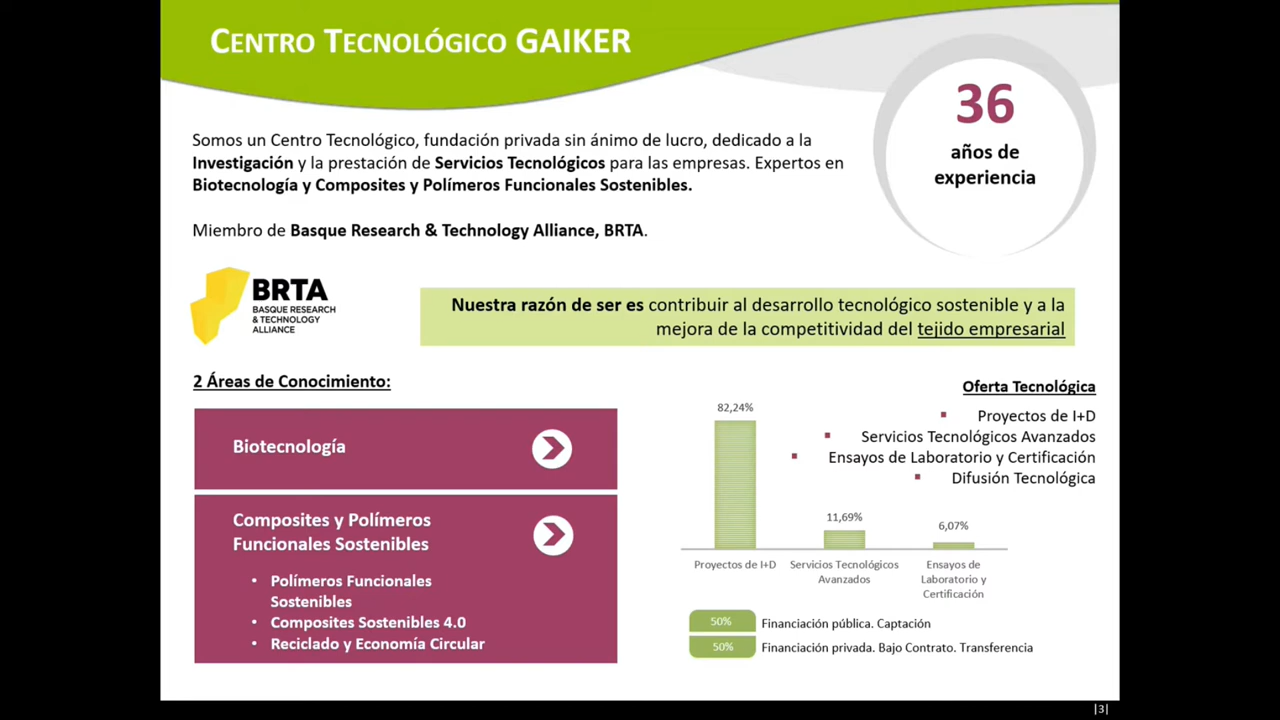 CENTRO TECNOLÓGICO GAIKER
36
años de
experiencia
Somos un Centro Tecnológico, fundación privada sin ánimo de lucro, dedicado a la
Investigación y la prestación de Servicios Tecnológicos para las empresas. Expertos en
Biotecnología y Composites y Polímeros Funcionales Sostenibles.
Miembro de Basque Research & Technology Alliance, BRTA.
BRTA
BASQUE RESEARCH
& TECHNOLOGY
ALLIANCE
Nuestra razón de ser es contribuir al desarrollo tecnológico sostenible y a la
mejora de la competitividad del tejido empresarial
2 Áreas de Conocimiento:
Biotecnología
Composites y Polímeros
Funcionales Sostenibles
• Polímeros Funcionales
Sostenibles
• Composites Sostenibles 4.0
• Reciclado y Economía Circular
Oferta Tecnológica
▪ Proyectos de I+D
▪ Servicios Tecnológicos Avanzados
▪ Ensayos de Laboratorio y Certificación
▪ Difusión Tecnológica
82,24%
11,69%
6,07%
Proyectos de I+D
Servicios Tecnológicos
Avanzados
Ensayos de
Laboratorio y
Certificación
50% Financiación pública. Captación
50% Financiación privada. Bajo Contrato. Transferencia
|3|